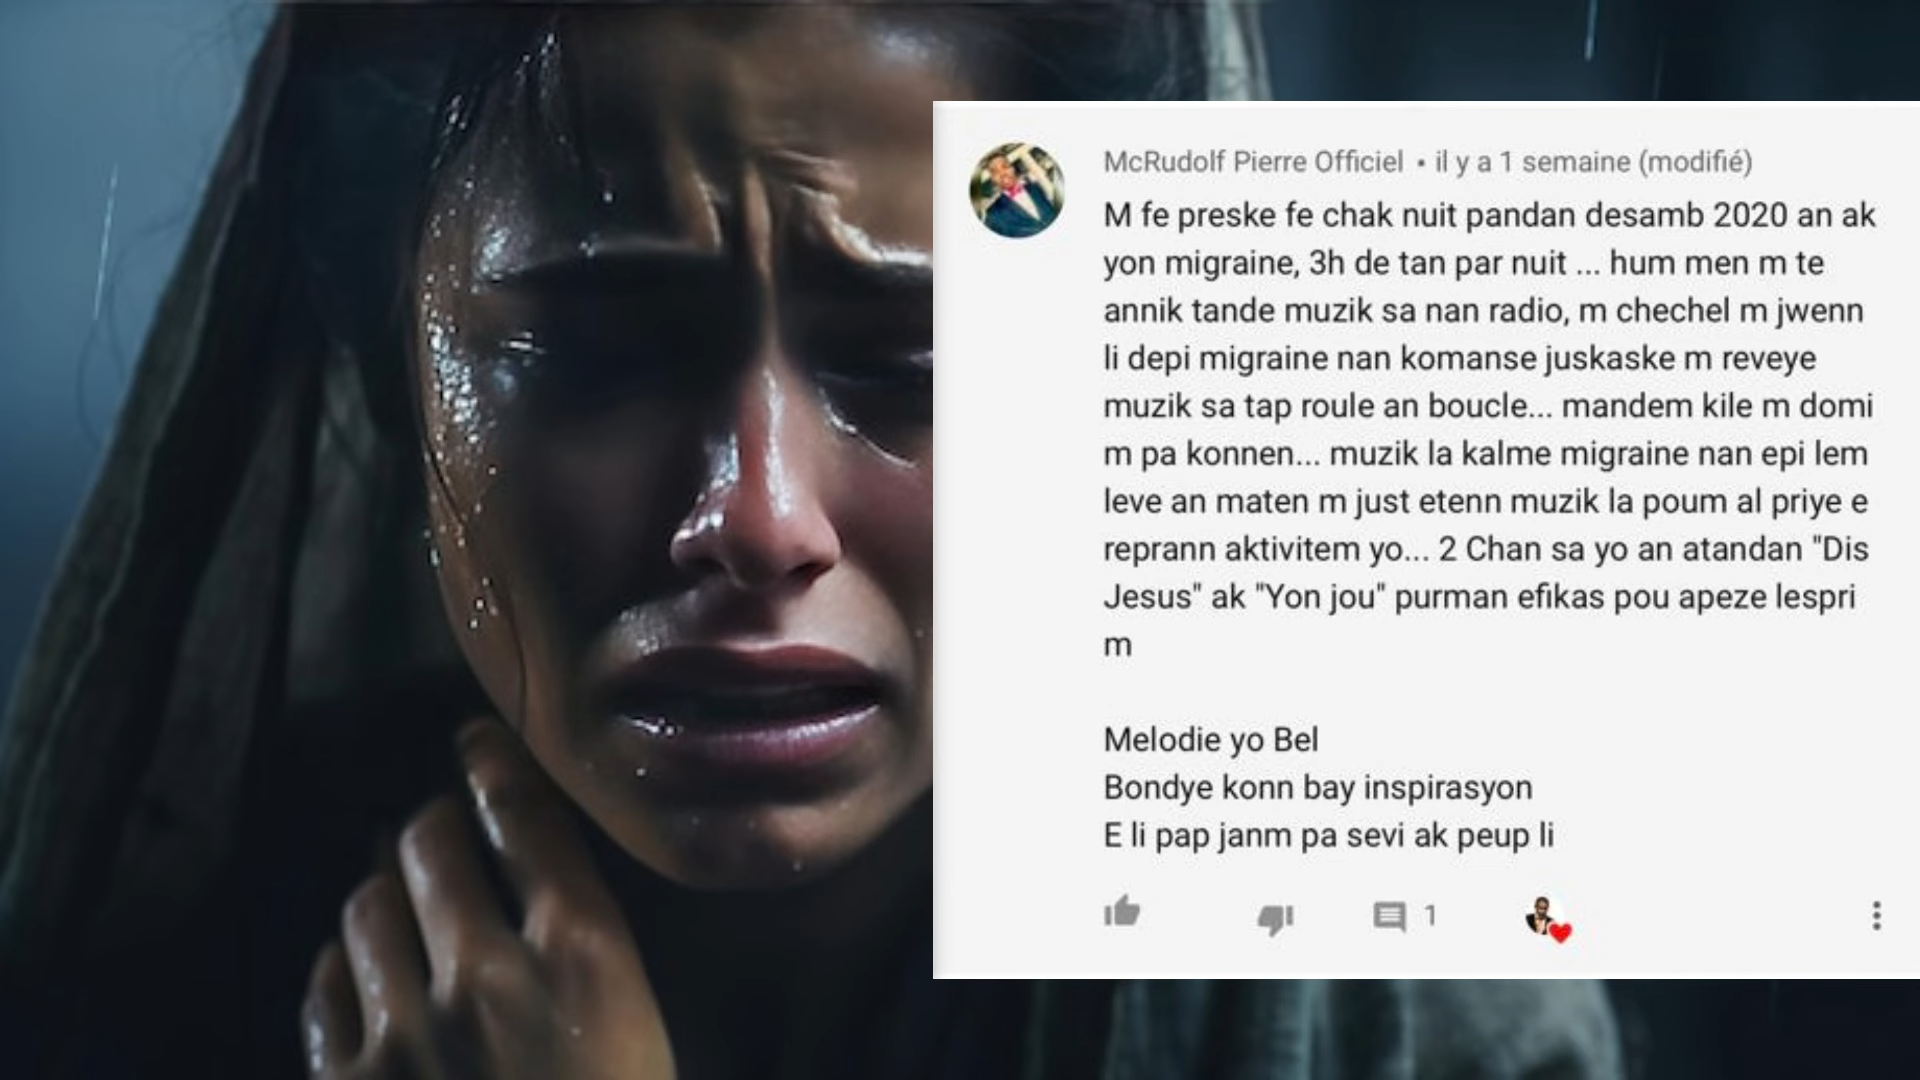 McRudolf Pierre Officiel • il y a 1 semaine (modifié)
M fe preske fe chak nuit pandan desamb 2020 an ak
yon migraine, 3h de tan par nuit ... hum men m te
annik tande muzik sa nan radio, m chechel m jwenn
li depi migraine nan komanse juskaske m reveye
muzik sa tap roule an boucle... mandem kile m domi
m pa konnen... muzik la kalme migraine nan epi lem
leve an maten m just etenn muzik la poum al priye e
reprann aktivitem yo... 2 Chan sa yo an atandan "Dis
Jesus" ak "Yon jou" purman efikas pou apeze lespri
m
Melodie yo Bel
Bondye konn bay inspirasyon
E li pap janm pa sevi ak peup li
1